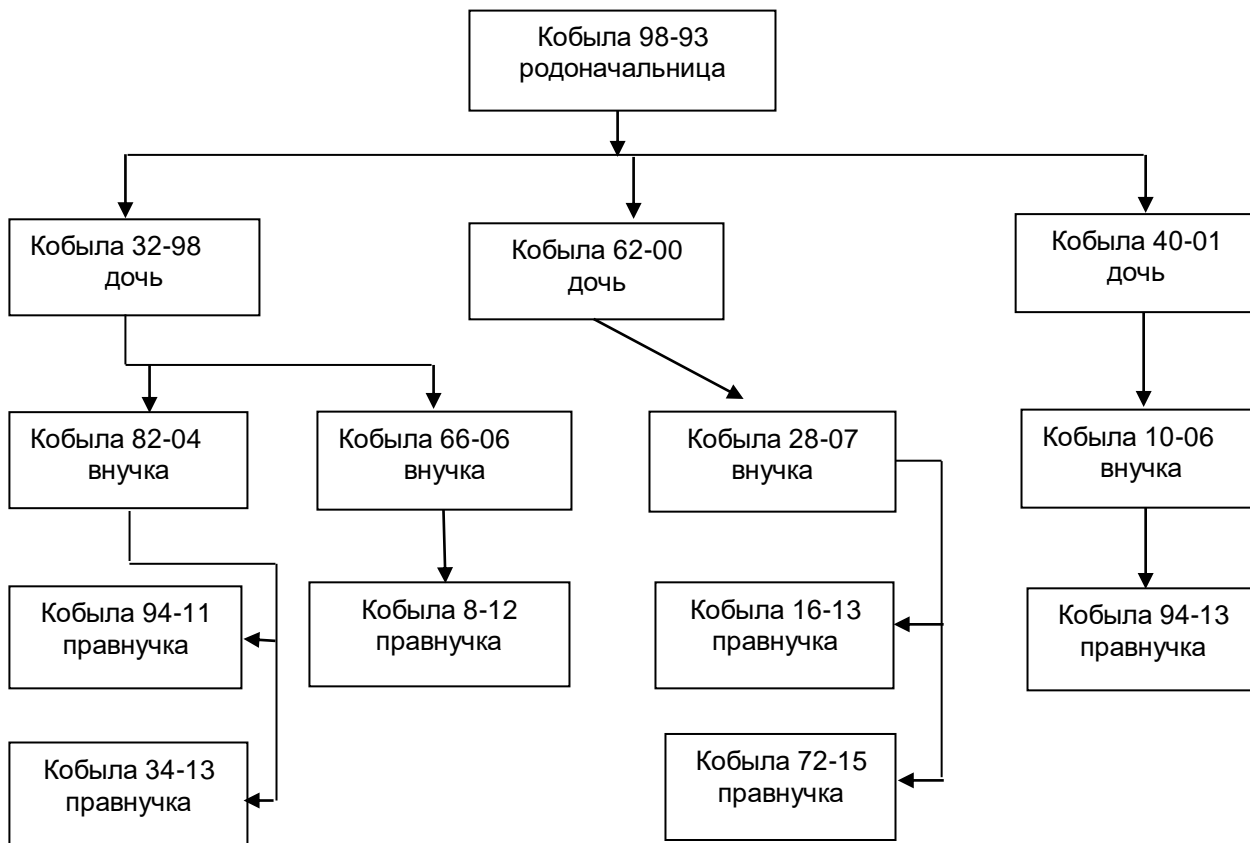 Кобыла 98-93
родоначальница
Кобыла 32-98
дочь
Кобыла 62-00
дочь
Кобыла 40-01
дочь
Кобыла 82-04
внучка
Кобыла 66-06
внучка
Кобыла 28-07
внучка
Кобыла 10-06
внучка
Кобыла 94-11
правнучка
Кобыла 8-12
правнучка
Кобыла 16-13
правнучка
Кобыла 94-13
правнучка
Кобыла 34-13
правнучка
Кобыла 72-15
правнучка